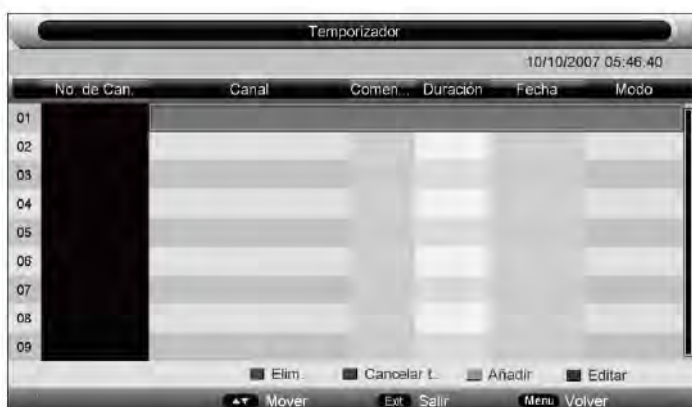 Temporizador
10/10/2007 05:46:40
No. de Can. Canal Comen... Duración Fecha Modo
01
02
03
04
05
06
07
08
09
Elim. Cancelar t.. Añadir Editar
▲▼ Mover Exit Salir Menu Volver